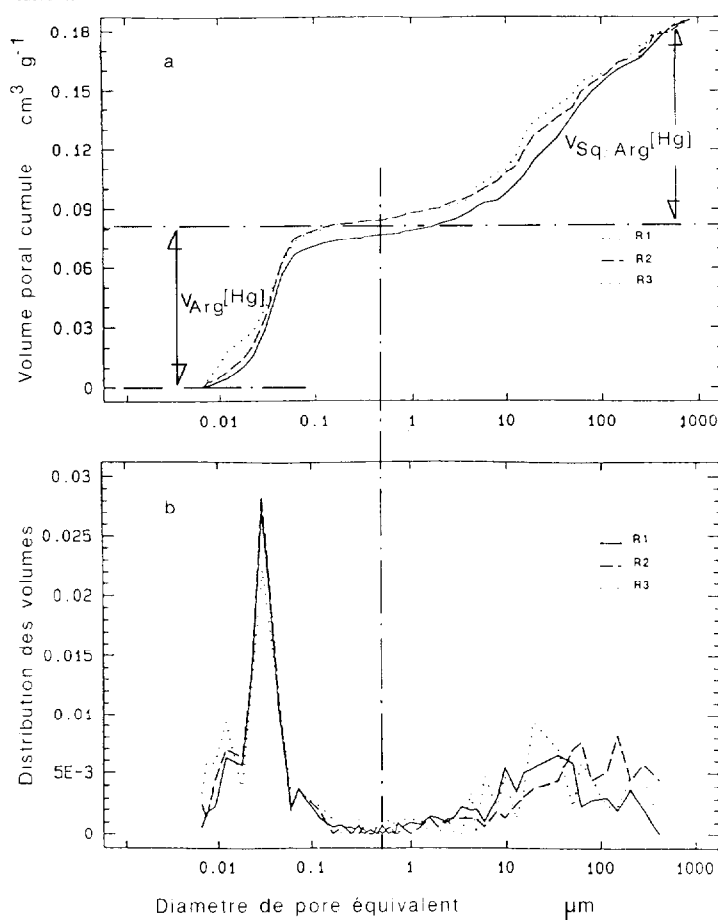 Volume poral cumule cm³ g⁻¹
a
0.18
0.15
0.12
0.09
0.06
0.03
0
V Sq Arg [Hg]
V Arg [Hg]
R1
R2
R3
0.01 0.1 1 10 100 1000
Distribution des volumes
b
0.03
0.025
0.02
0.015
0.01
5E-3
0
R1
R2
R3
0.01 0.1 1 10 100 1000
Diametre de pore équivalent µm